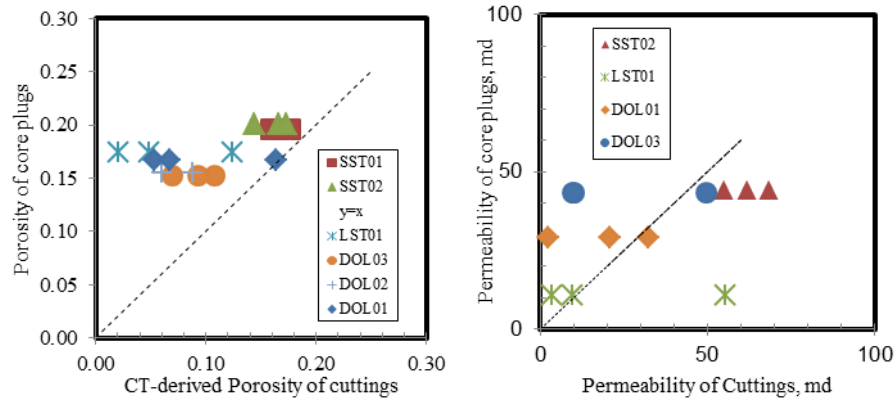 0.30
0.25
0.20
0.15
0.10
0.05
0.00
Porosity of core plugs
SST01
SST02
y=x
LST01
DOL03
DOL02
DOL01
0.00 0.10 0.20 0.30
CT-derived Porosity of cuttings
100
50
0
Permeability of core plugs, md
SST02
LST01
DOL01
DOL03
0 50 100
Permeability of Cuttings, md